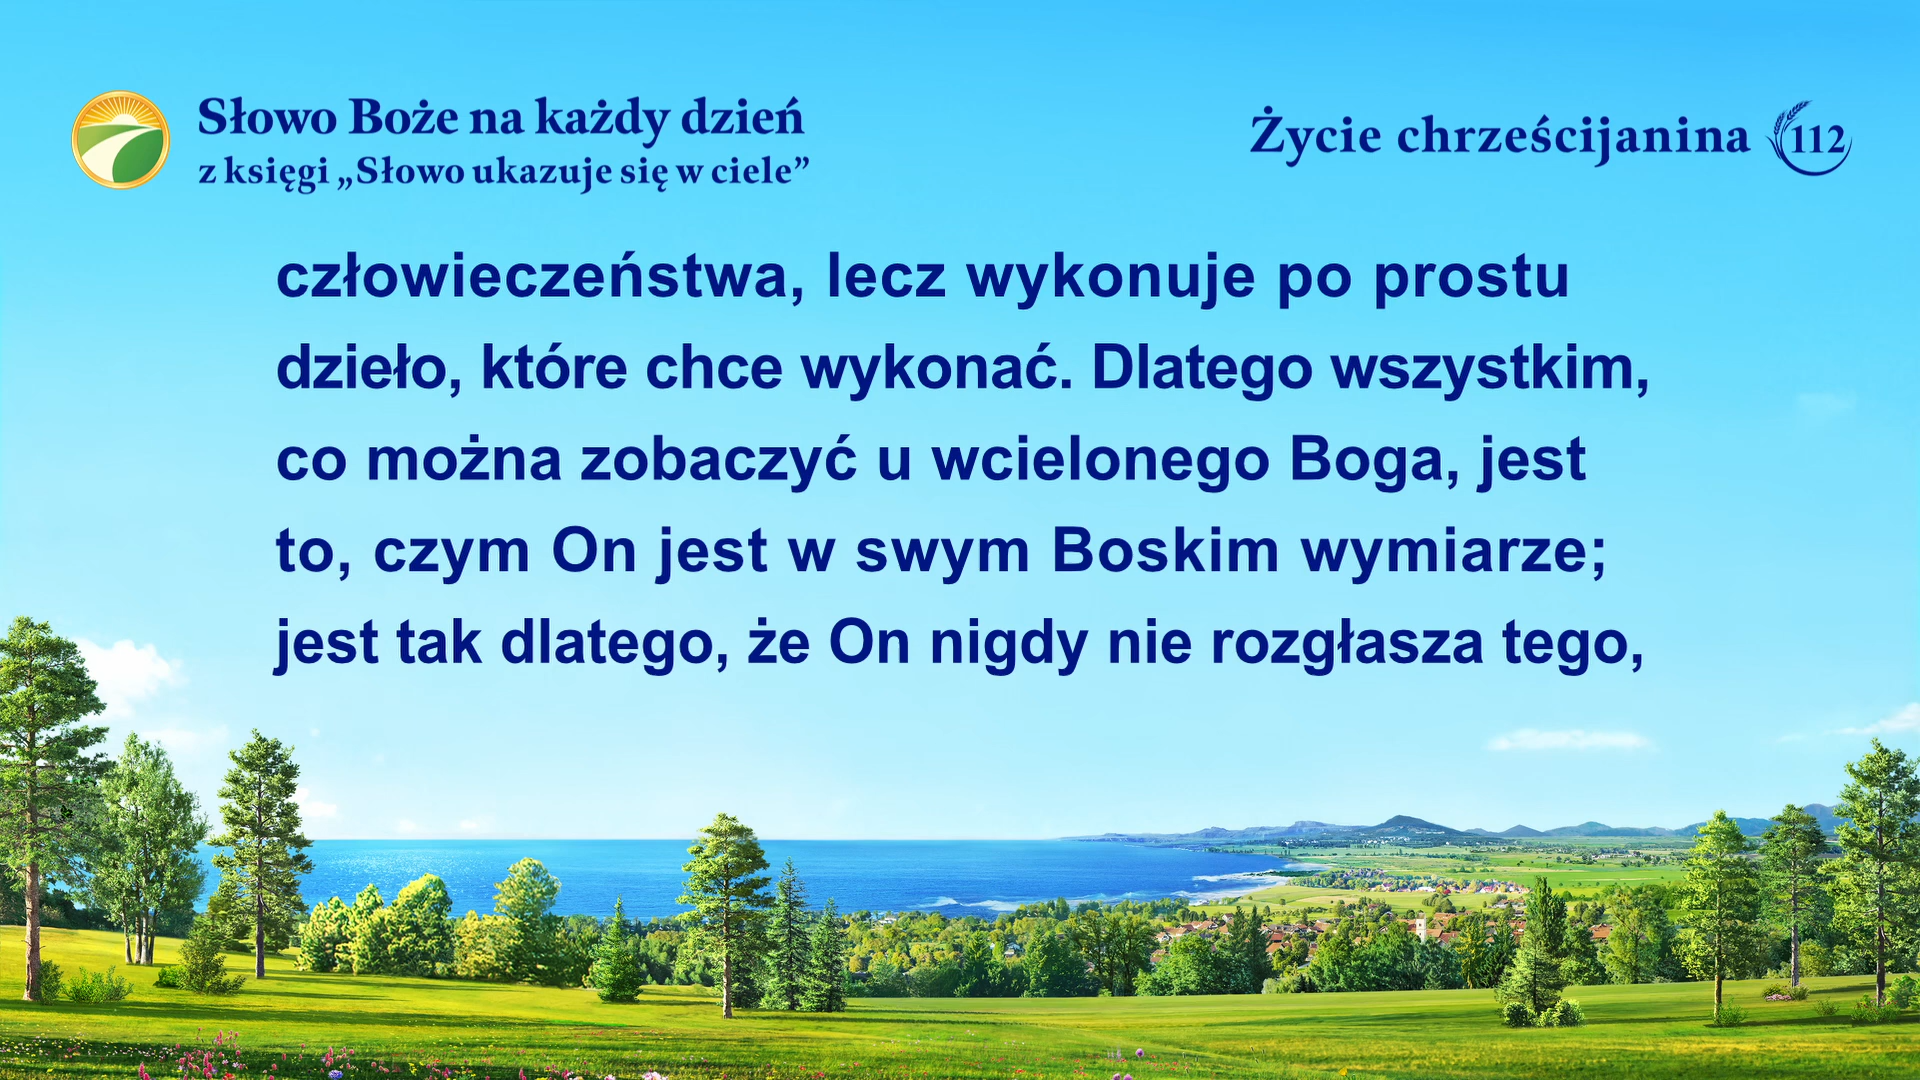 Słowo Boże na każdy dzień
z księgi „Słowo ukazuje się w ciele”
Życie chrześcijanina 112
człowieczeństwa, lecz wykonuje po prostu
dzieło, które chce wykonać. Dlatego wszystkim,
co można zobaczyć u wcielonego Boga, jest
to, czym On jest w swym Boskim wymiarze;
jest tak dlatego, że On nigdy nie rozgłasza tego,